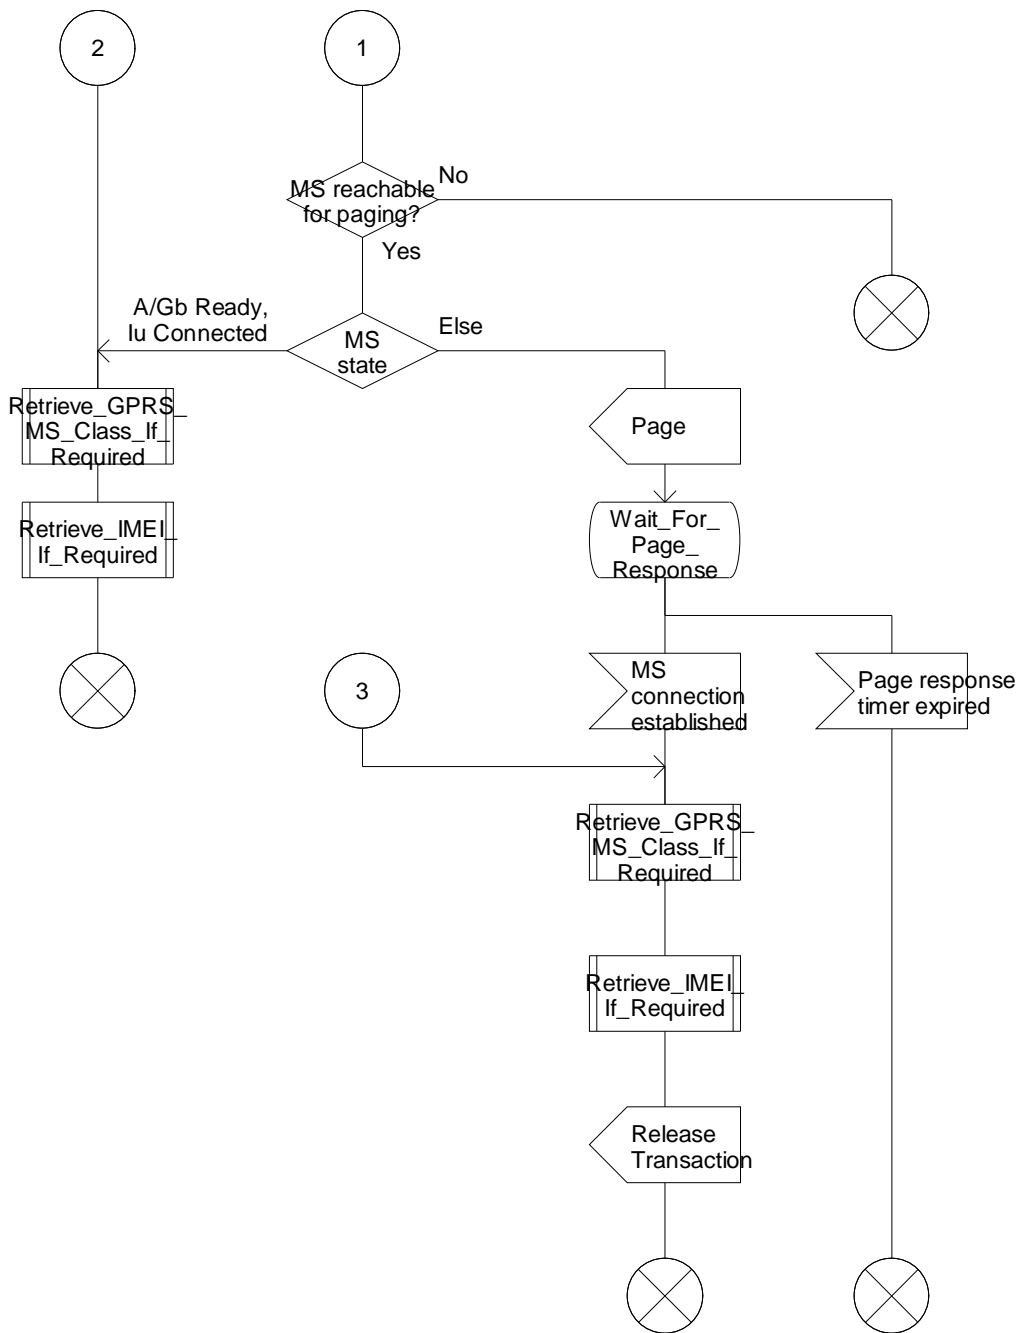 2
1
MS reachable
for paging?
No
Yes
A/Gb Ready,
Iu Connected
MS
state
Else
Retrieve_GPRS_
MS_Class_If_
Required
Page
Retrieve_IMEI_
If_Required
Wait_For_
Page_
Response
3
MS
connection
established
Page response
timer expired
Retrieve_GPRS_
MS_Class_If_
Required
Retrieve_IMEI_
If_Required
Release
Transaction